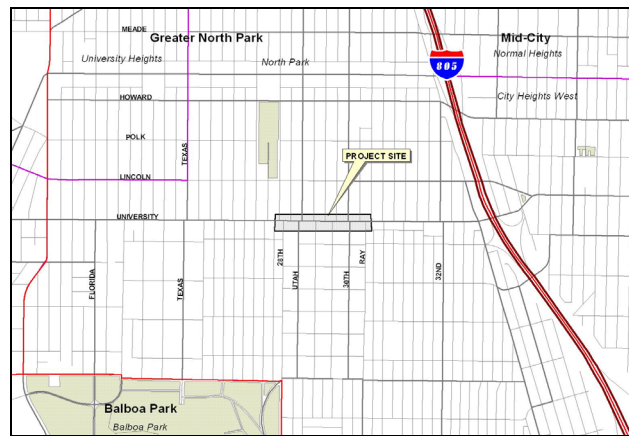 MEADE
Greater North Park
Mid-City
University Heights
North Park
Normal Heights
805
HOWARD
City Heights West
POLK
TEXAS
PROJECT SITE
LINCOLN
UNIVERSITY
28TH
UTAH
30TH
RAY
32ND
FLORIDA
TEXAS
Balboa Park
Balboa Park